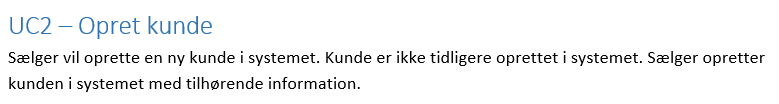 UC2 – Opret kunde
Sælger vil oprette en ny kunde i systemet. Kunde er ikke tidligere oprettet i systemet. Sælger opretter
kunden i systemet med tilhørende information.